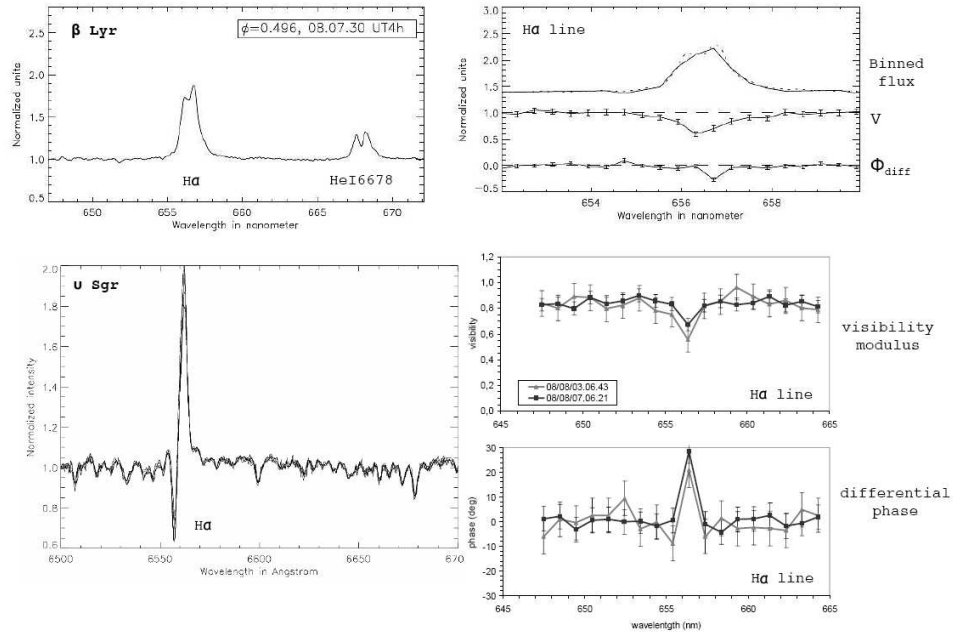 β Lyr
ϕ=0.496, 08.07.30 UT4h
Normalized units
2.5
2.0
1.5
1.0
0.5
Hα
HeI6678
650
655
660
665
670
Wavelength in nanometer
Hα line
Normalized units
3.0
2.5
2.0
1.5
1.0
0.5
0.0
−0.5
Binned
flux
V
Φdiff
654
656
658
Wavelength in nanometer
υ Sgr
Normalized intensity
2.0
1.8
1.6
1.4
1.2
1.0
0.8
0.6
Hα
6500
6550
6600
6650
670
Wavelength in Angstrom
visibility
1,2
1,0
0,8
0,6
0,4
0,2
0,0
08/08/03.06.43
08/08/07.06.21
Hα line
645
650
655
660
665
visibility
modulus
phase (deg)
30
20
10
0
-10
-20
-30
Hα line
645
650
655
660
665
wavelentgth (nm)
differential
phase